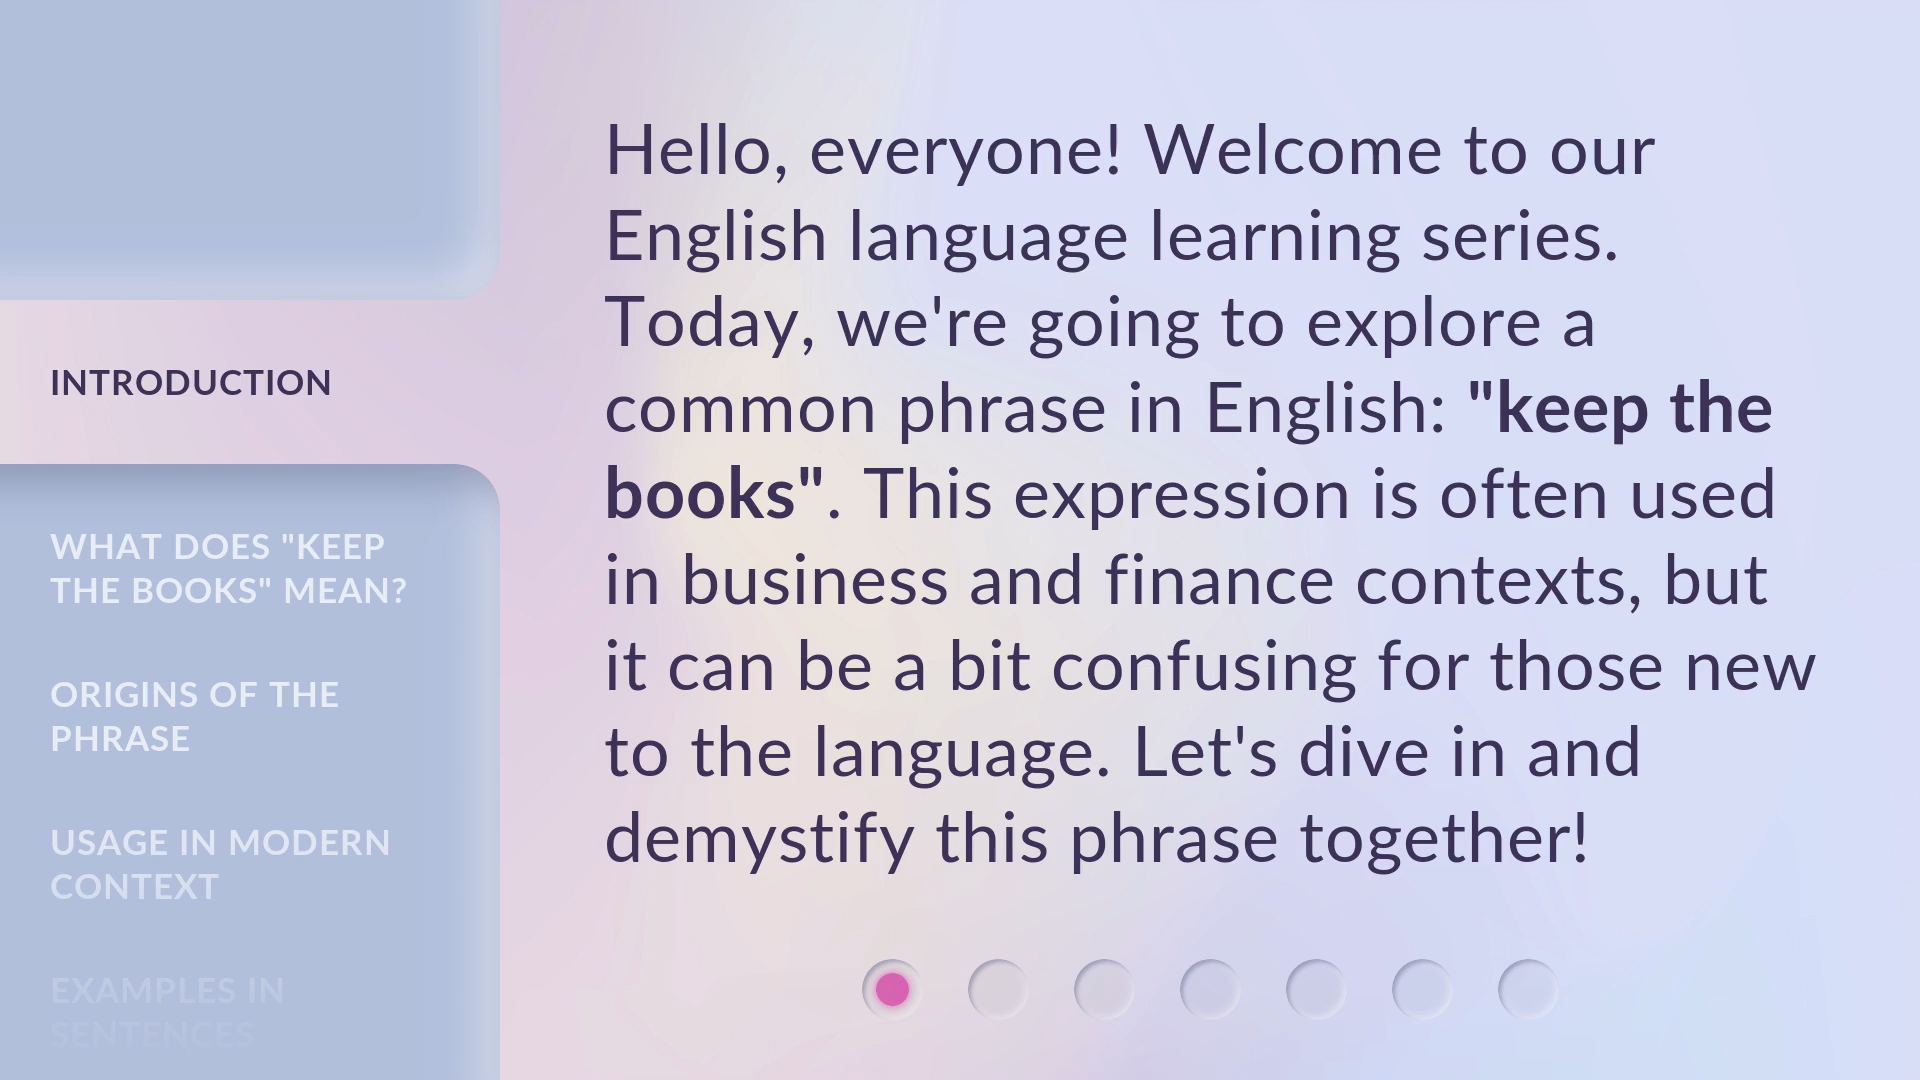 INTRODUCTION
WHAT DOES "KEEP
THE BOOKS" MEAN?
ORIGINS OF THE
PHRASE
USAGE IN MODERN
CONTEXT
EXAMPLES IN
SENTENCES
Hello, everyone! Welcome to our
English language learning series.
Today, we're going to explore a
common phrase in English: "keep the
books". This expression is often used
in business and finance contexts, but
it can be a bit confusing for those new
to the language. Let's dive in and
demystify this phrase together!